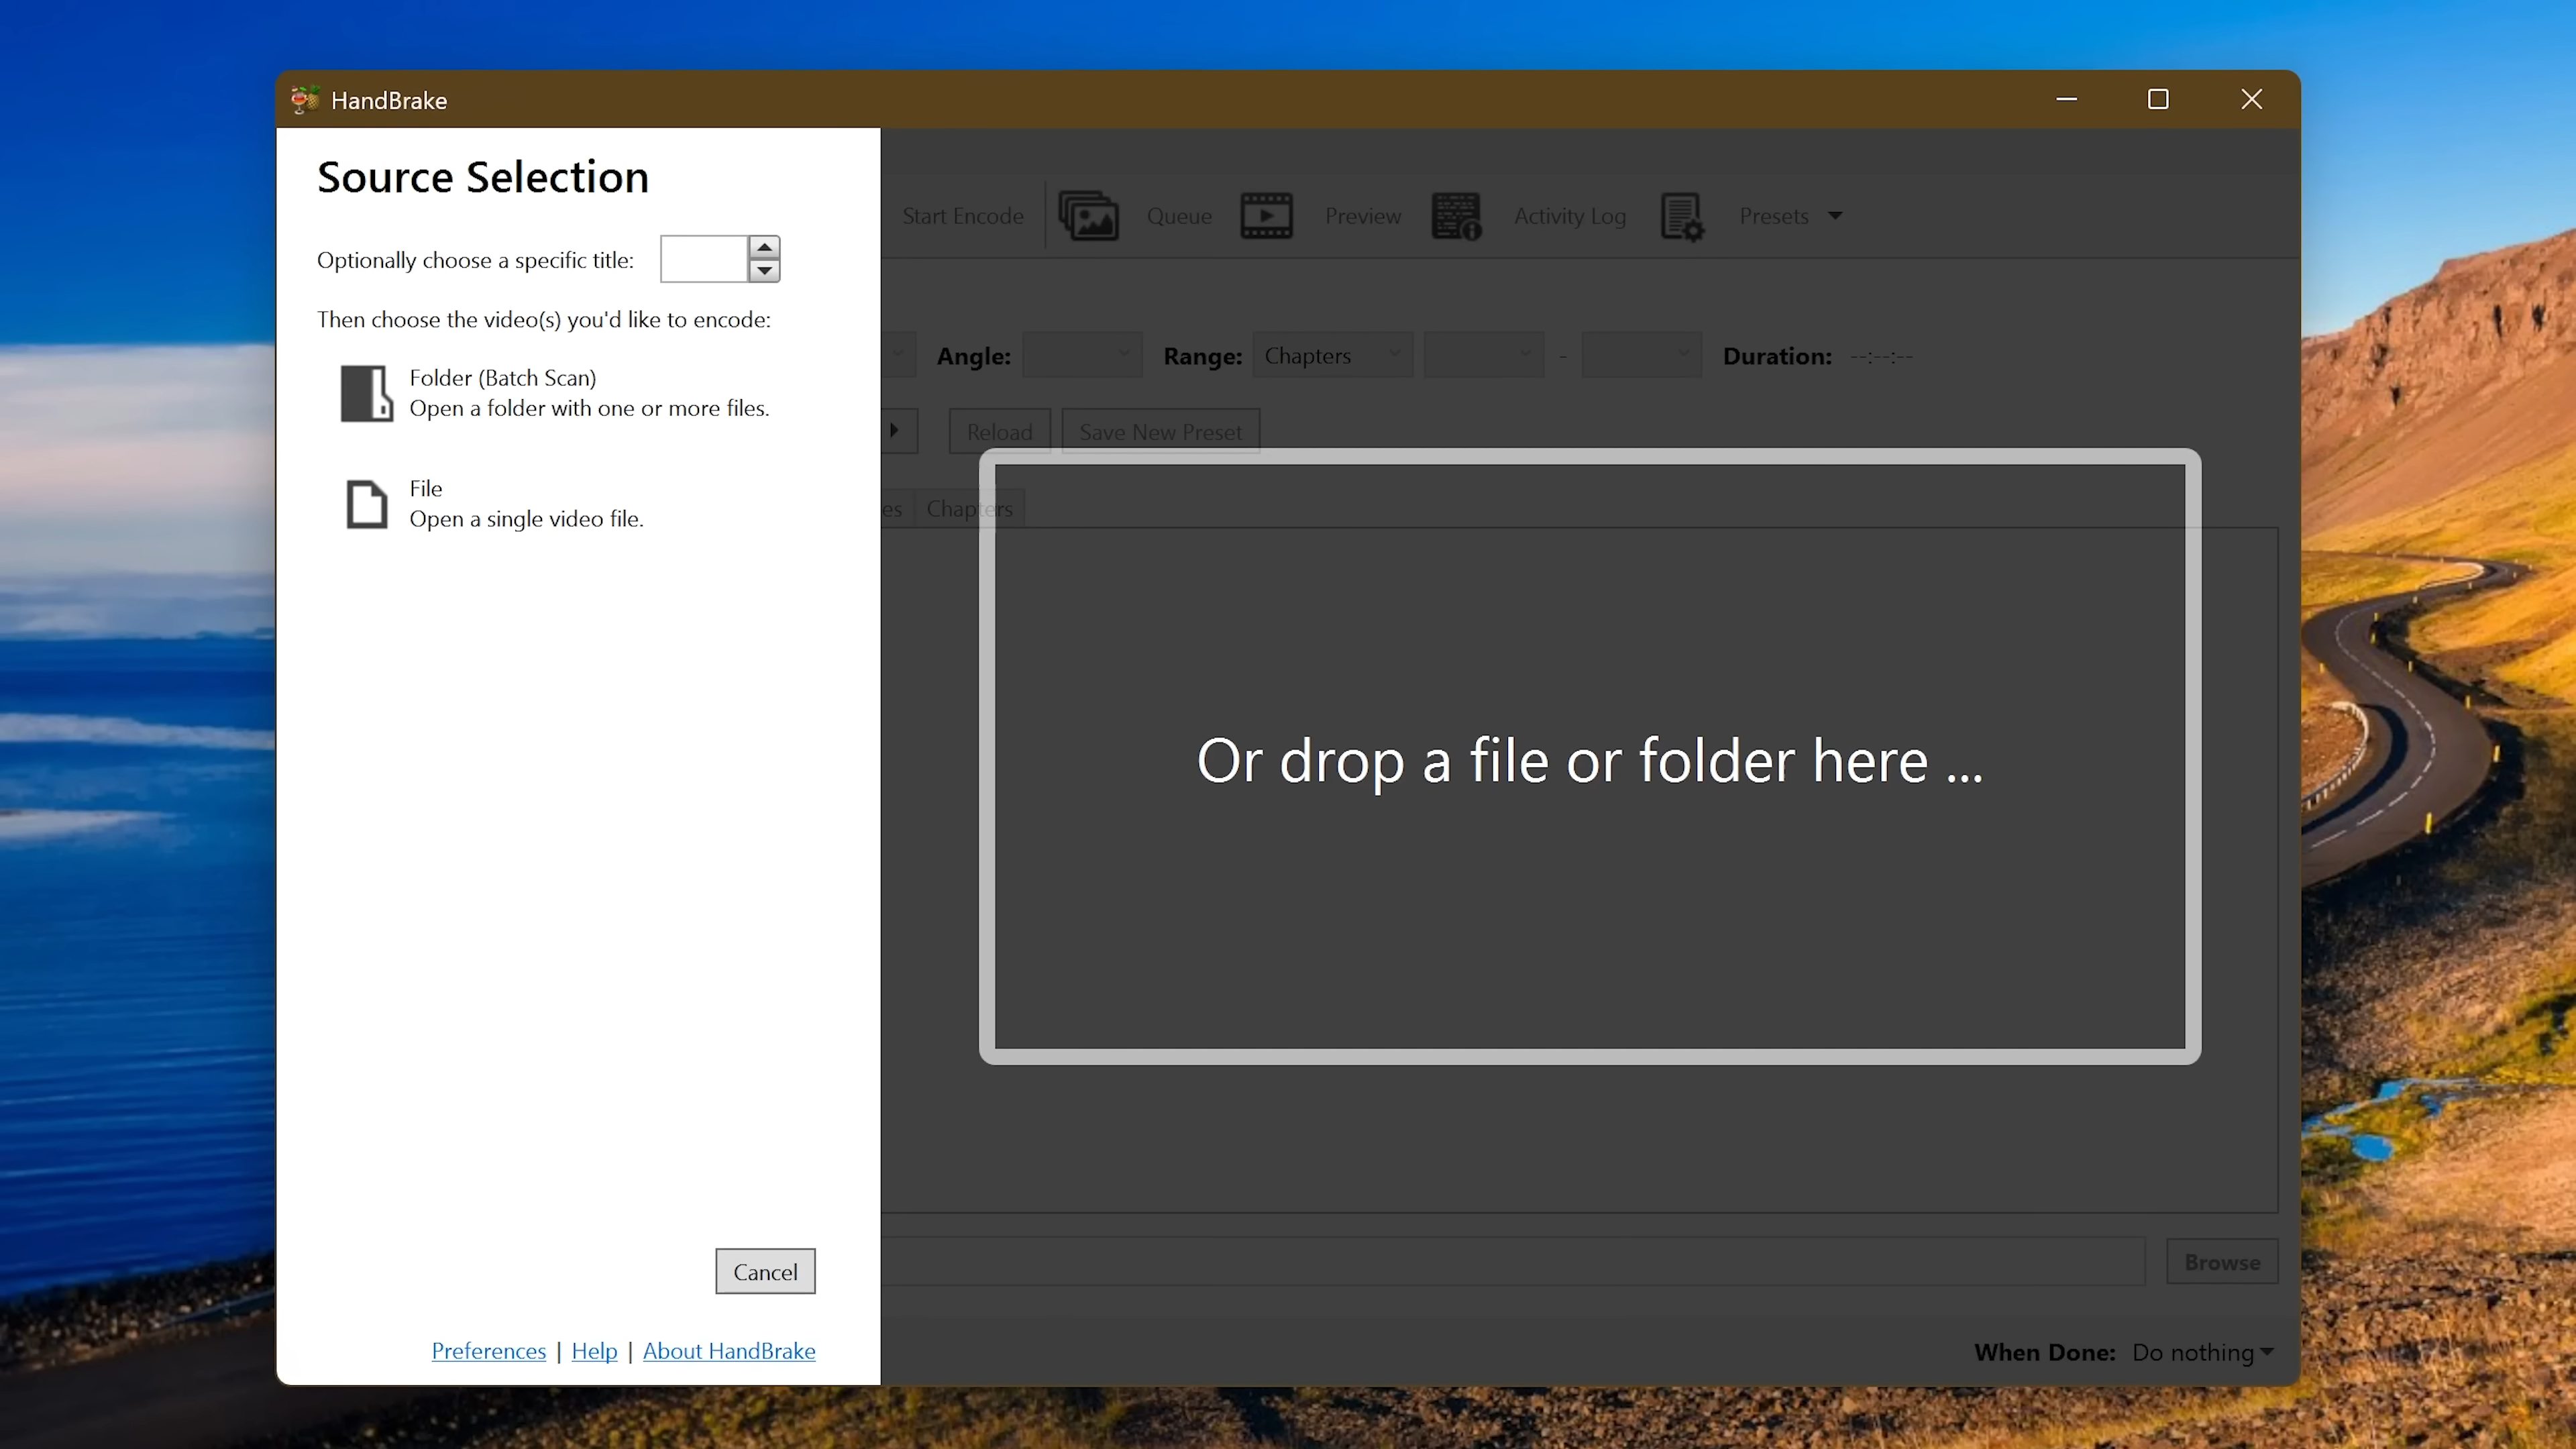 HandBrake
Source Selection
Optionally choose a specific title:
Then choose the video(s) you'd like to encode:
Folder (Batch Scan)
Open a folder with one or more files.
File
Open a single video file.
Cancel
Preferences | Help | About HandBrake
Start Encode Queue Preview Activity Log Presets
Angle: Range: Chapters - Duration: --:--:--
Reload Save New Preset
es Chapters
Or drop a file or folder here ...
Browse
When Done: Do nothing